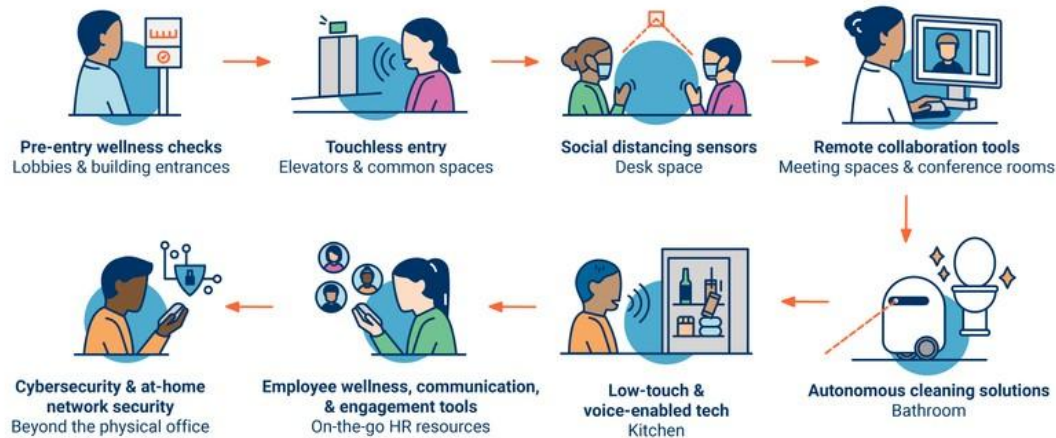 Pre-entry wellness checks
Lobbies & building entrances
Touchless entry
Elevators & common spaces
Social distancing sensors
Desk space
Remote collaboration tools
Meeting spaces & conference rooms
Autonomous cleaning solutions
Bathroom
Low-touch &
voice-enabled tech
Kitchen
Employee wellness, communication,
& engagement tools
On-the-go HR resources
Cybersecurity & at-home
network security
Beyond the physical office